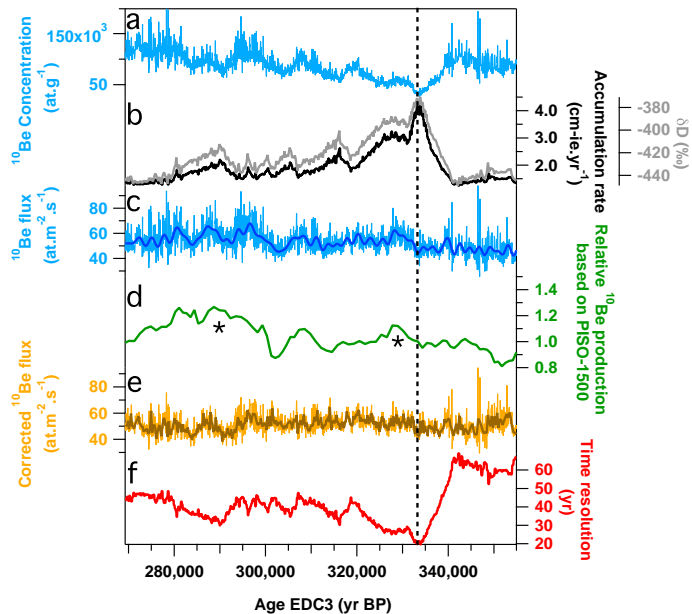 a
150x10³
50
¹⁰Be Concentration
(at.g⁻¹)
b
4.0
3.0
2.0
Accumulation rate
(cm-ie.yr⁻¹)
-380
-400
-420
-440
δD (‰)
c
80
60
40
¹⁰Be flux
(at.m⁻².s⁻¹)
d
*
*
1.4
1.2
1.0
0.8
Relative ¹⁰Be production
based on PISO-1500
e
80
60
40
Corrected ¹⁰Be flux
(at.m⁻².s⁻¹)
f
60
50
40
30
20
Time resolution
(yr)
280,000
300,000
320,000
340,000
Age EDC3 (yr BP)